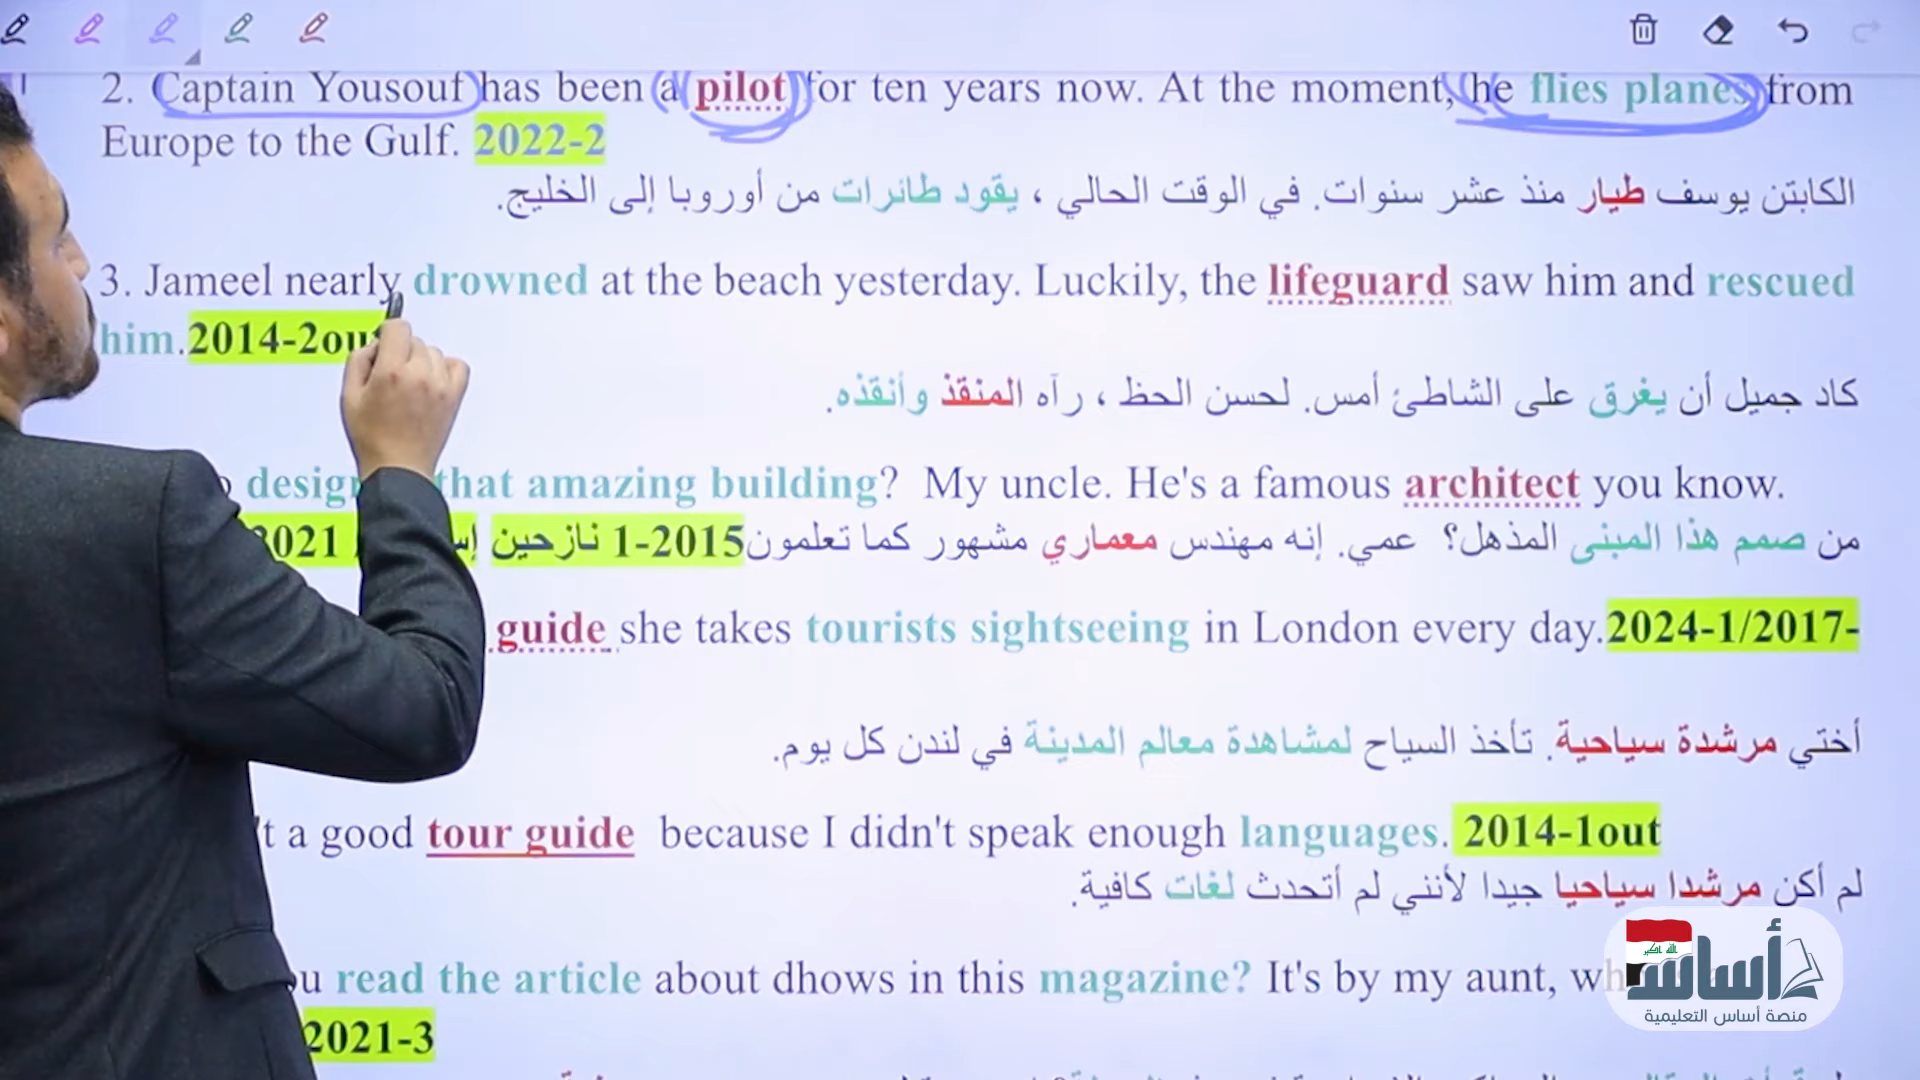 2. Captain Yousouf has been a pilot for ten years now. At the moment, he flies planes from
Europe to the Gulf. 2022-2
الكابتن يوسف طيار منذ عشر سنوات. في الوقت الحالي ، يقود طائرات من أوروبا إلى الخليج.
3. Jameel nearly drowned at the beach yesterday. Luckily, the lifeguard saw him and rescued
him.2014-2ou
كاد جميل أن يغرق على الشاطئ أمس. لحسن الحظ ، رآه المنقذ وأنقذه.
that amazing building? My uncle. He's a famous architect you know.
من صمم هذا المبنى المذهل؟ عمي. إنه مهندس معماري مشهور كما تعلمون2015-1 نازحين 2021
guide she takes tourists sightseeing in London every day.2024-1/2017-
أختي مرشدة سياحية. تأخذ السياح لمشاهدة معالم المدينة في لندن كل يوم.
't a good tour guide because I didn't speak enough languages. 2014-1out
لم أكن مرشدا سياحيا جيدا لأنني لم أتحدث لغات كافية.
read the article about dhows in this magazine? It's by my aunt,
2021-3
أساس
منصة أساس التعليمية